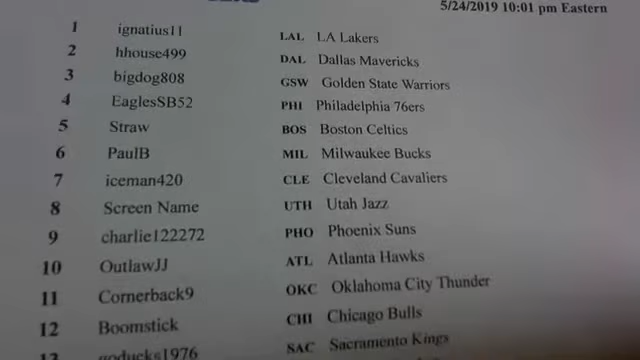 5/24/2019 10:01 pm Eastern
1 ignatius11 LAL LA Lakers
2 hhouse499 DAL Dallas Mavericks
3 bigdog808 GSW Golden State Warriors
4 EaglesSB52 PHI Philadelphia 76ers
5 Straw BOS Boston Celtics
6 PaulB MIL Milwaukee Bucks
7 iceman420 CLE Cleveland Cavaliers
8 Screen Name UTH Utah Jazz
9 charlie122272 PHO Phoenix Suns
10 OutlawJJ ATL Atlanta Hawks
11 Cornerback9 OKC Oklahoma City Thunder
12 Boomstick CHI Chicago Bulls
13 goducks1976 SAC Sacramento Kings